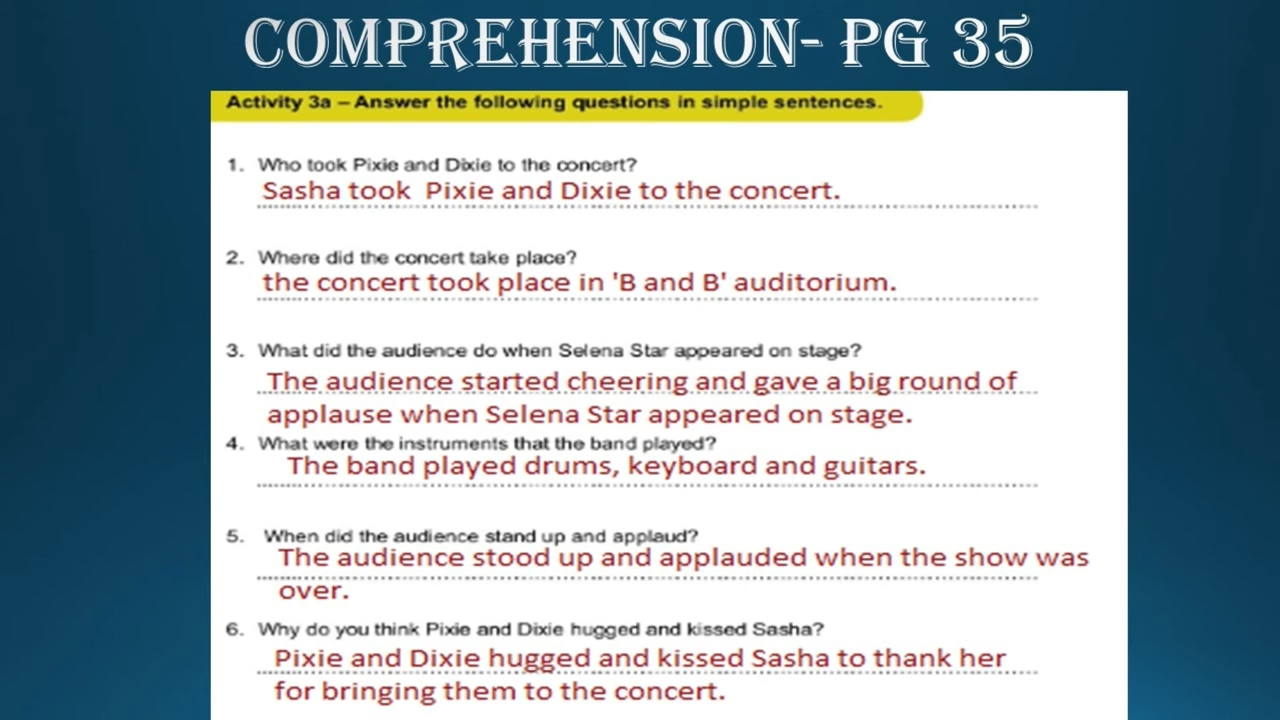 COMPREHENSION- PG 35
Activity 3a – Answer the following questions in simple sentences.
1. Who took Pixie and Dixie to the concert?
Sasha took Pixie and Dixie to the concert.
2. Where did the concert take place?
the concert took place in 'B and B' auditorium.
3. What did the audience do when Selena Star appeared on stage?
The audience started cheering and gave a big round of
applause when Selena Star appeared on stage.
4. What were the instruments that the band played?
The band played drums, keyboard and guitars.
5. When did the audience stand up and applaud?
The audience stood up and applauded when the show was
over.
6. Why do you think Pixie and Dixie hugged and kissed Sasha?
Pixie and Dixie hugged and kissed Sasha to thank her
for bringing them to the concert.